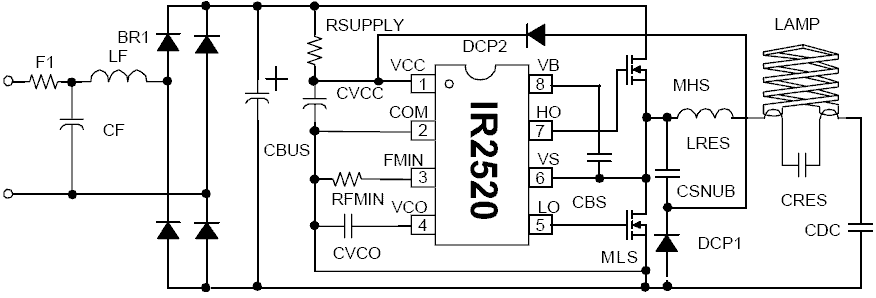 RSUPPLY
LAMP
BR1
F1
LF
DCP2
VCC
VB
1
8
MHS
CVCC
COM
HO
CF
2
7
CBUS
LRES
FMIN
VS
IR2520
3
6
CSNUB
RFMIN
CBS
CRES
VCO
LO
4
5
CDC
CVCO
DCP1
MLS